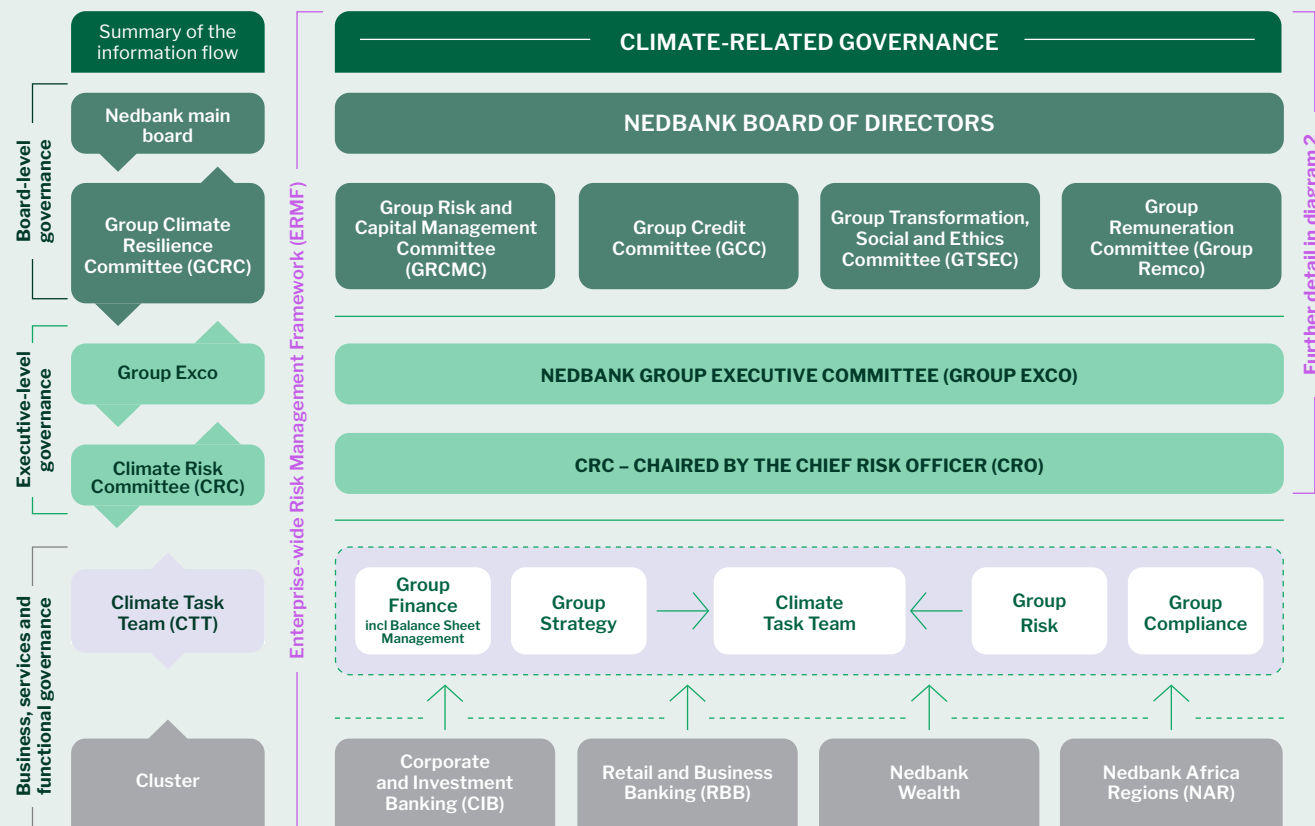 Summary of the
information flow
Board-level
governance
Nedbank main
board
Group Climate
Resilience
Committee (GCRC)
Executive-level
governance
Group Exco
Climate Risk
Committee (CRC)
Business, services and
functional governance
Climate Task
Team (CTT)
Cluster
Enterprise-wide Risk Management Framework (ERMF)
CLIMATE-RELATED GOVERNANCE
NEDBANK BOARD OF DIRECTORS
Group Risk and
Capital Management
Committee
(GRCMC)
Group Credit
Committee (GCC)
Group Transformation,
Social and Ethics
Committee (GTSEC)
Group
Remuneration
Committee (Group
Remco)
NEDBANK GROUP EXECUTIVE COMMITTEE (GROUP EXCO)
CRC – CHAIRED BY THE CHIEF RISK OFFICER (CRO)
Group
Finance
incl Balance Sheet
Management
Group
Strategy
Climate
Task Team
Group
Risk
Group
Compliance
Corporate
and Investment
Banking (CIB)
Retail and Business
Banking (RBB)
Nedbank
Wealth
Nedbank Africa
Regions (NAR)
Further detail in diagram 2